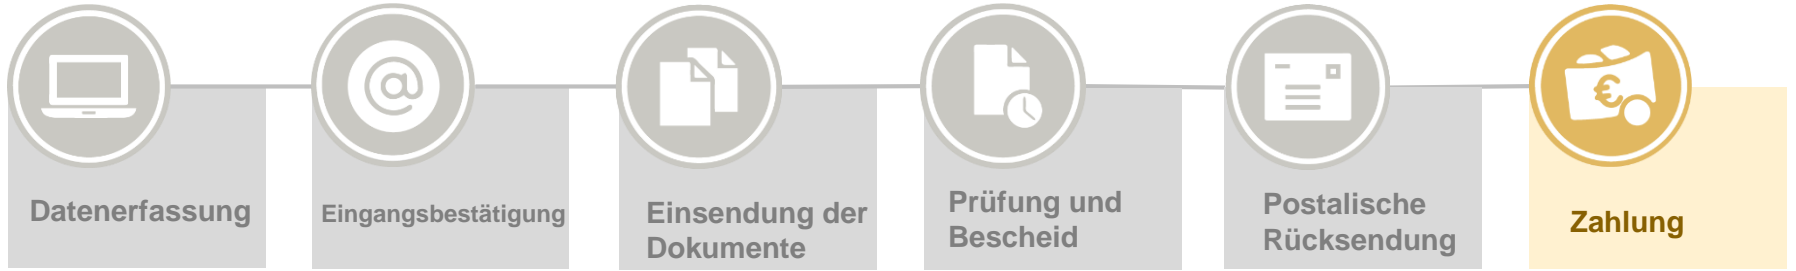 Datenerfassung
Eingangsbestätigung
Einsendung der
Dokumente
Prüfung und
Bescheid
Postalische
Rücksendung
Zahlung